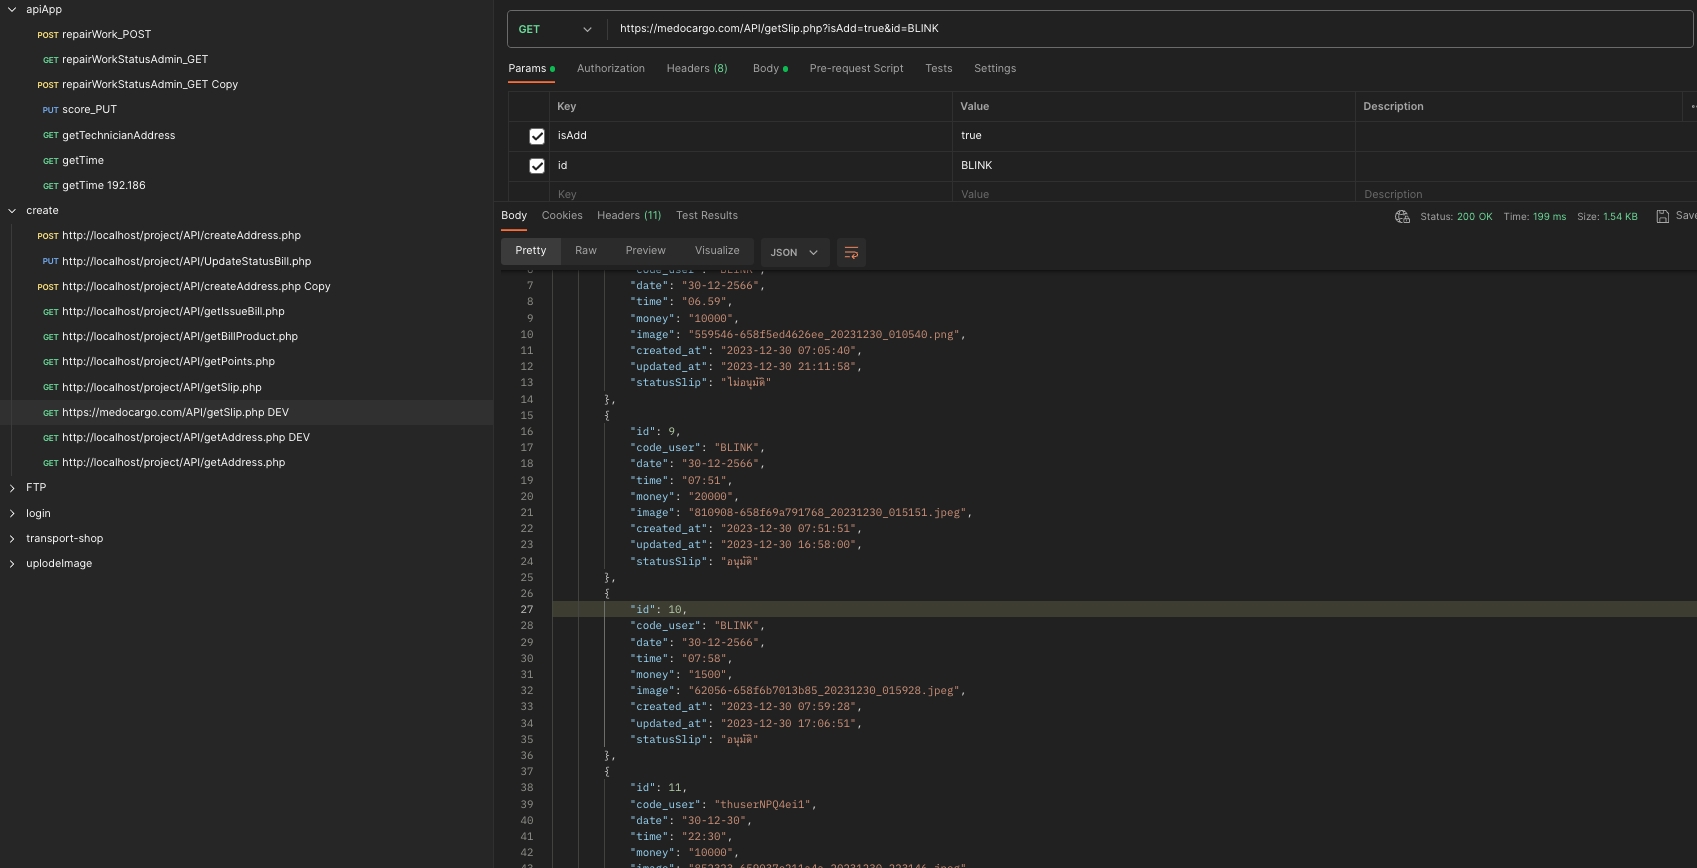 apiApp
POST repairWork_POST
GET repairWorkStatusAdmin_GET
POST repairWorkStatusAdmin_GET Copy
PUT score_PUT
GET getTechnicianAddress
GET getTime
GET getTime 192.186
create
POST http://localhost/project/API/createAddress.php
PUT http://localhost/project/API/UpdateStatusBill.php
POST http://localhost/project/API/createAddress.php Copy
GET http://localhost/project/API/getIssueBill.php
GET http://localhost/project/API/getBillProduct.php
GET http://localhost/project/API/getPoints.php
GET http://localhost/project/API/getSlip.php
GET https://medocargo.com/API/getSlip.php DEV
GET http://localhost/project/API/getAddress.php DEV
GET http://localhost/project/API/getAddress.php
FTP
login
transport-shop
uplodeImage
GET https://medocargo.com/API/getSlip.php?isAdd=true&id=BLINK
Params Authorization Headers (8) Body Pre-request Script Tests Settings
Key Value Description
isAdd true
id BLINK
Key Value Description
Body Cookies Headers (11) Test Results Status: 200 OK Time: 199 ms Size: 1.54 KB Save
Pretty Raw Preview Visualize JSON
6 "code_user": "BLINK",
7 "date": "30-12-2566",
8 "time": "06.59",
9 "money": "10000",
10 "image": "559546-658f5ed4626ee_20231230_010540.png",
11 "created_at": "2023-12-30 07:05:40",
12 "updated_at": "2023-12-30 21:11:58",
13 "statusSlip": "ไม่อนุมัติ"
14 },
15 {
16 "id": 9,
17 "code_user": "BLINK",
18 "date": "30-12-2566",
19 "time": "07:51",
20 "money": "20000",
21 "image": "810908-658f69a791768_20231230_015151.jpeg",
22 "created_at": "2023-12-30 07:51:51",
23 "updated_at": "2023-12-30 16:58:00",
24 "statusSlip": "อนุมัติ"
25 },
26 {
27 "id": 10,
28 "code_user": "BLINK",
29 "date": "30-12-2566",
30 "time": "07:58",
31 "money": "1500",
32 "image": "62056-658f6b7013b85_20231230_015928.jpeg",
33 "created_at": "2023-12-30 07:59:28",
34 "updated_at": "2023-12-30 17:06:51",
35 "statusSlip": "อนุมัติ"
36 },
37 {
38 "id": 11,
39 "code_user": "thuserNPQ4ei1",
40 "date": "30-12-30",
41 "time": "22:30",
42 "money": "10000",